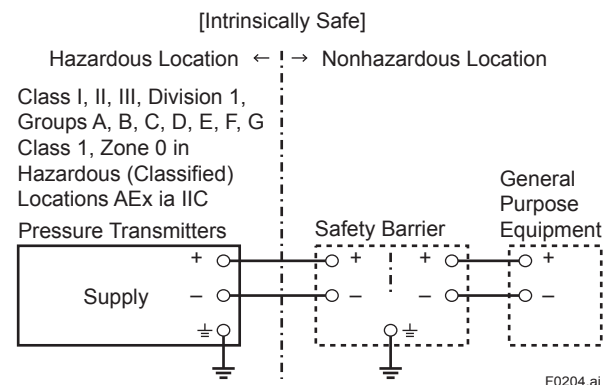 [Intrinsically Safe]
Hazardous Location ← → Nonhazardous Location
Class I, II, III, Division 1,
Groups A, B, C, D, E, F, G
Class 1, Zone 0 in
Hazardous (Classified)
Locations AEx ia IIC
General
Purpose
Equipment
Pressure Transmitters
Safety Barrier
+ + + +
Supply – – – –
F0204.ai